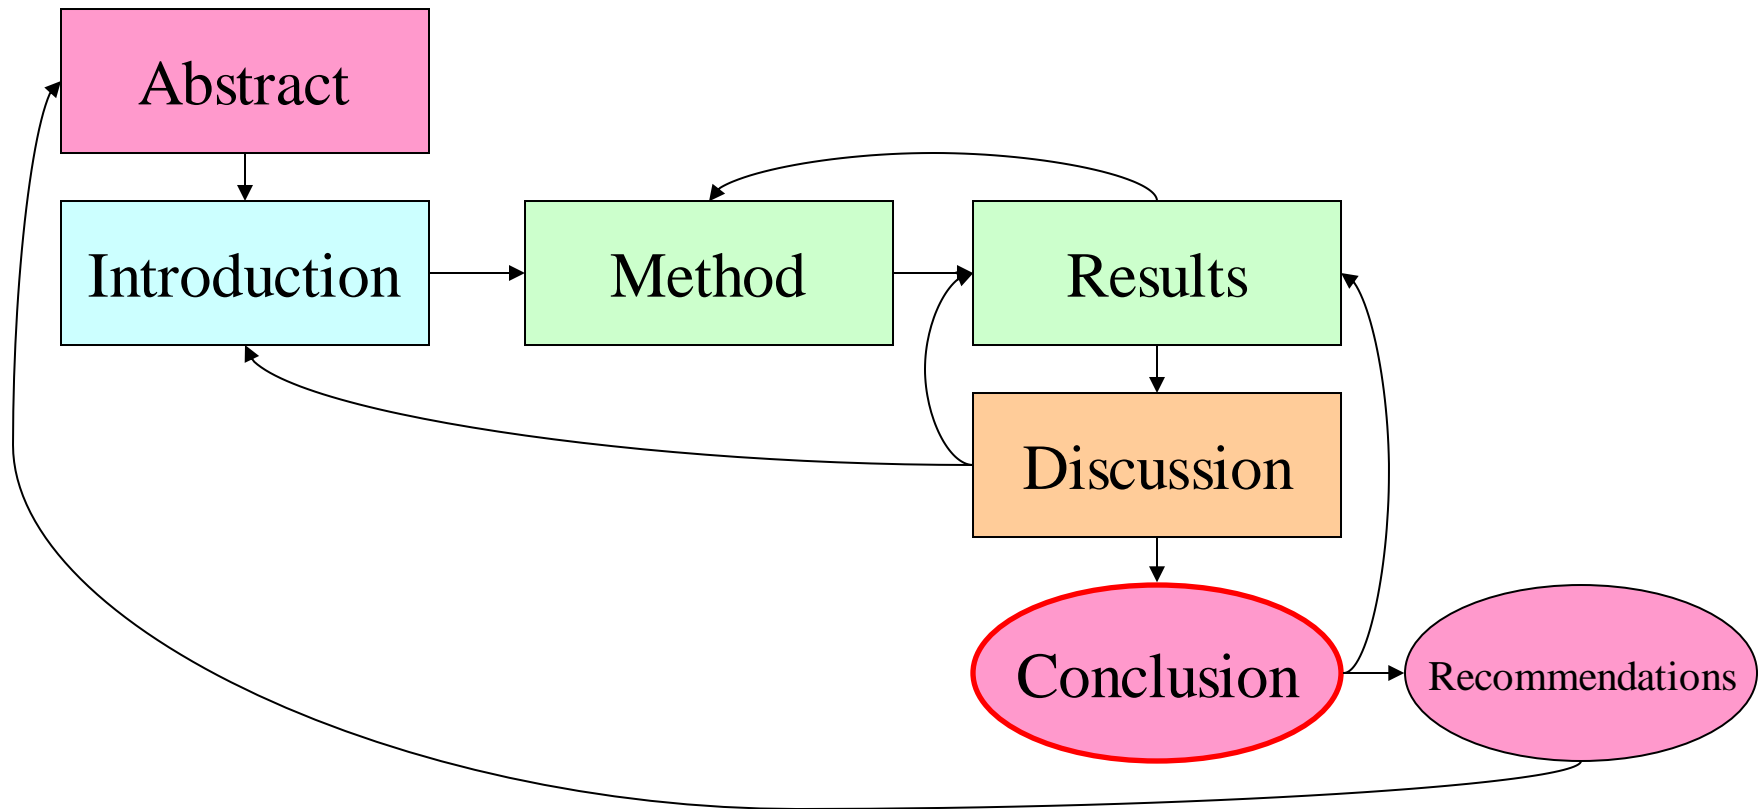 Abstract
Introduction
Method
Results
Discussion
Conclusion
Recommendations